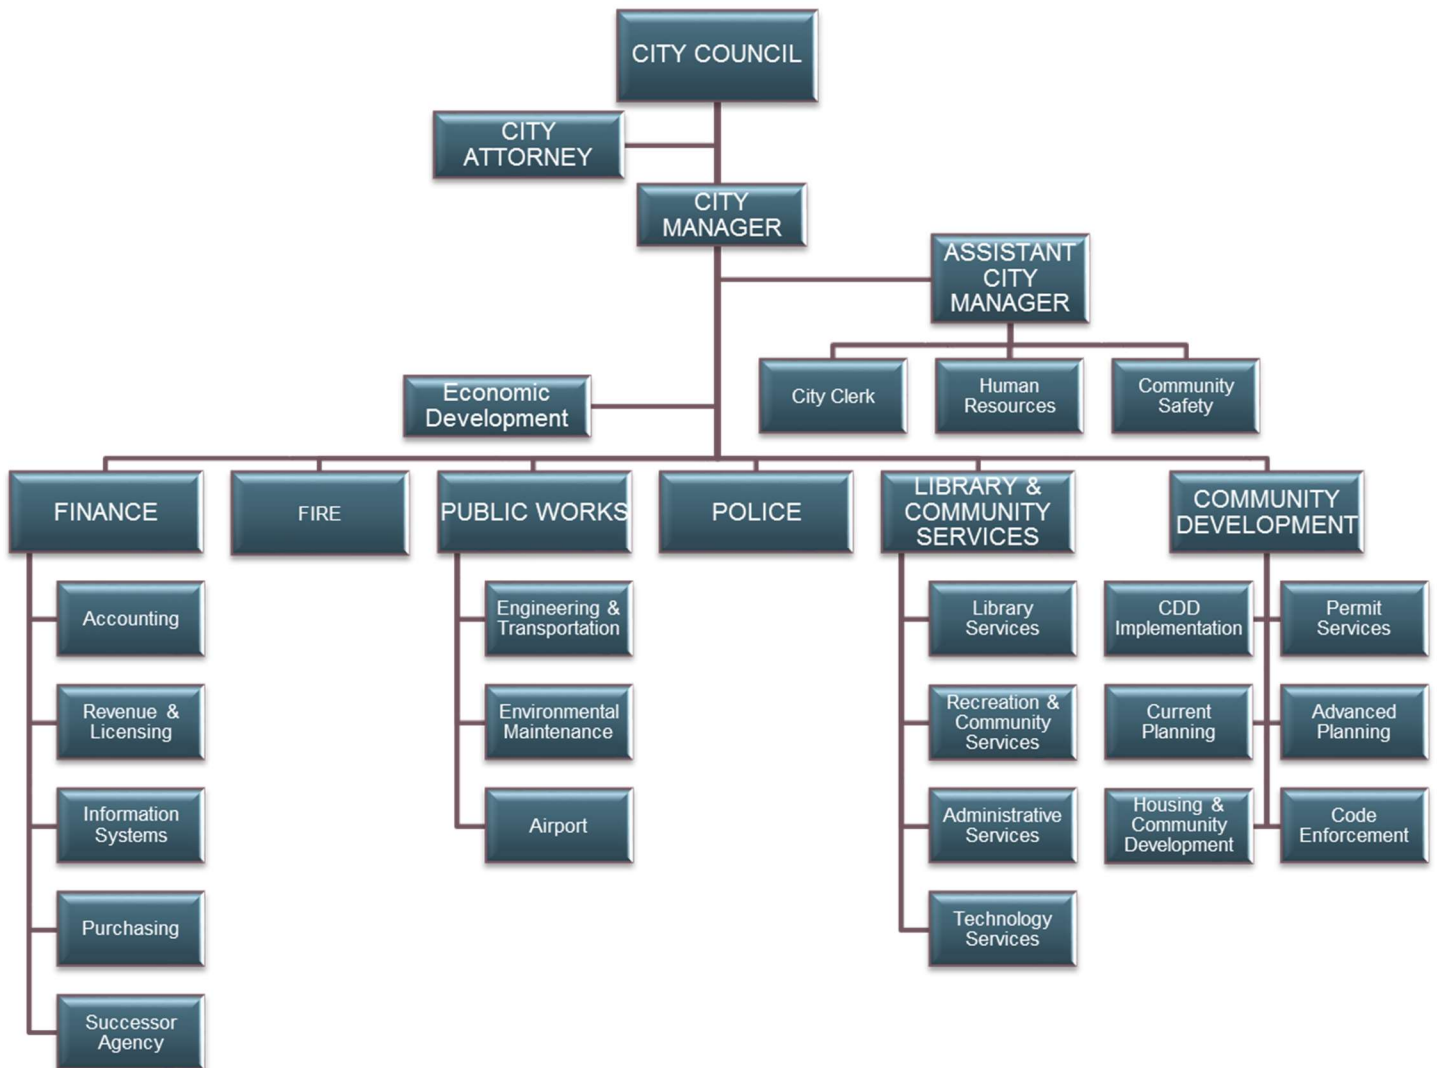 CITY COUNCIL
CITY
ATTORNEY
CITY
MANAGER
ASSISTANT
CITY
MANAGER
City Clerk
Human
Resources
Community
Safety
Economic
Development
FINANCE
FIRE
PUBLIC WORKS
POLICE
LIBRARY &
COMMUNITY
SERVICES
COMMUNITY
DEVELOPMENT
Accounting
Revenue &
Licensing
Information
Systems
Purchasing
Successor
Agency
Engineering &
Transportation
Environmental
Maintenance
Airport
Library
Services
Recreation &
Community
Services
Administrative
Services
Technology
Services
CDD
Implementation
Permit
Services
Current
Planning
Advanced
Planning
Housing &
Community
Development
Code
Enforcement